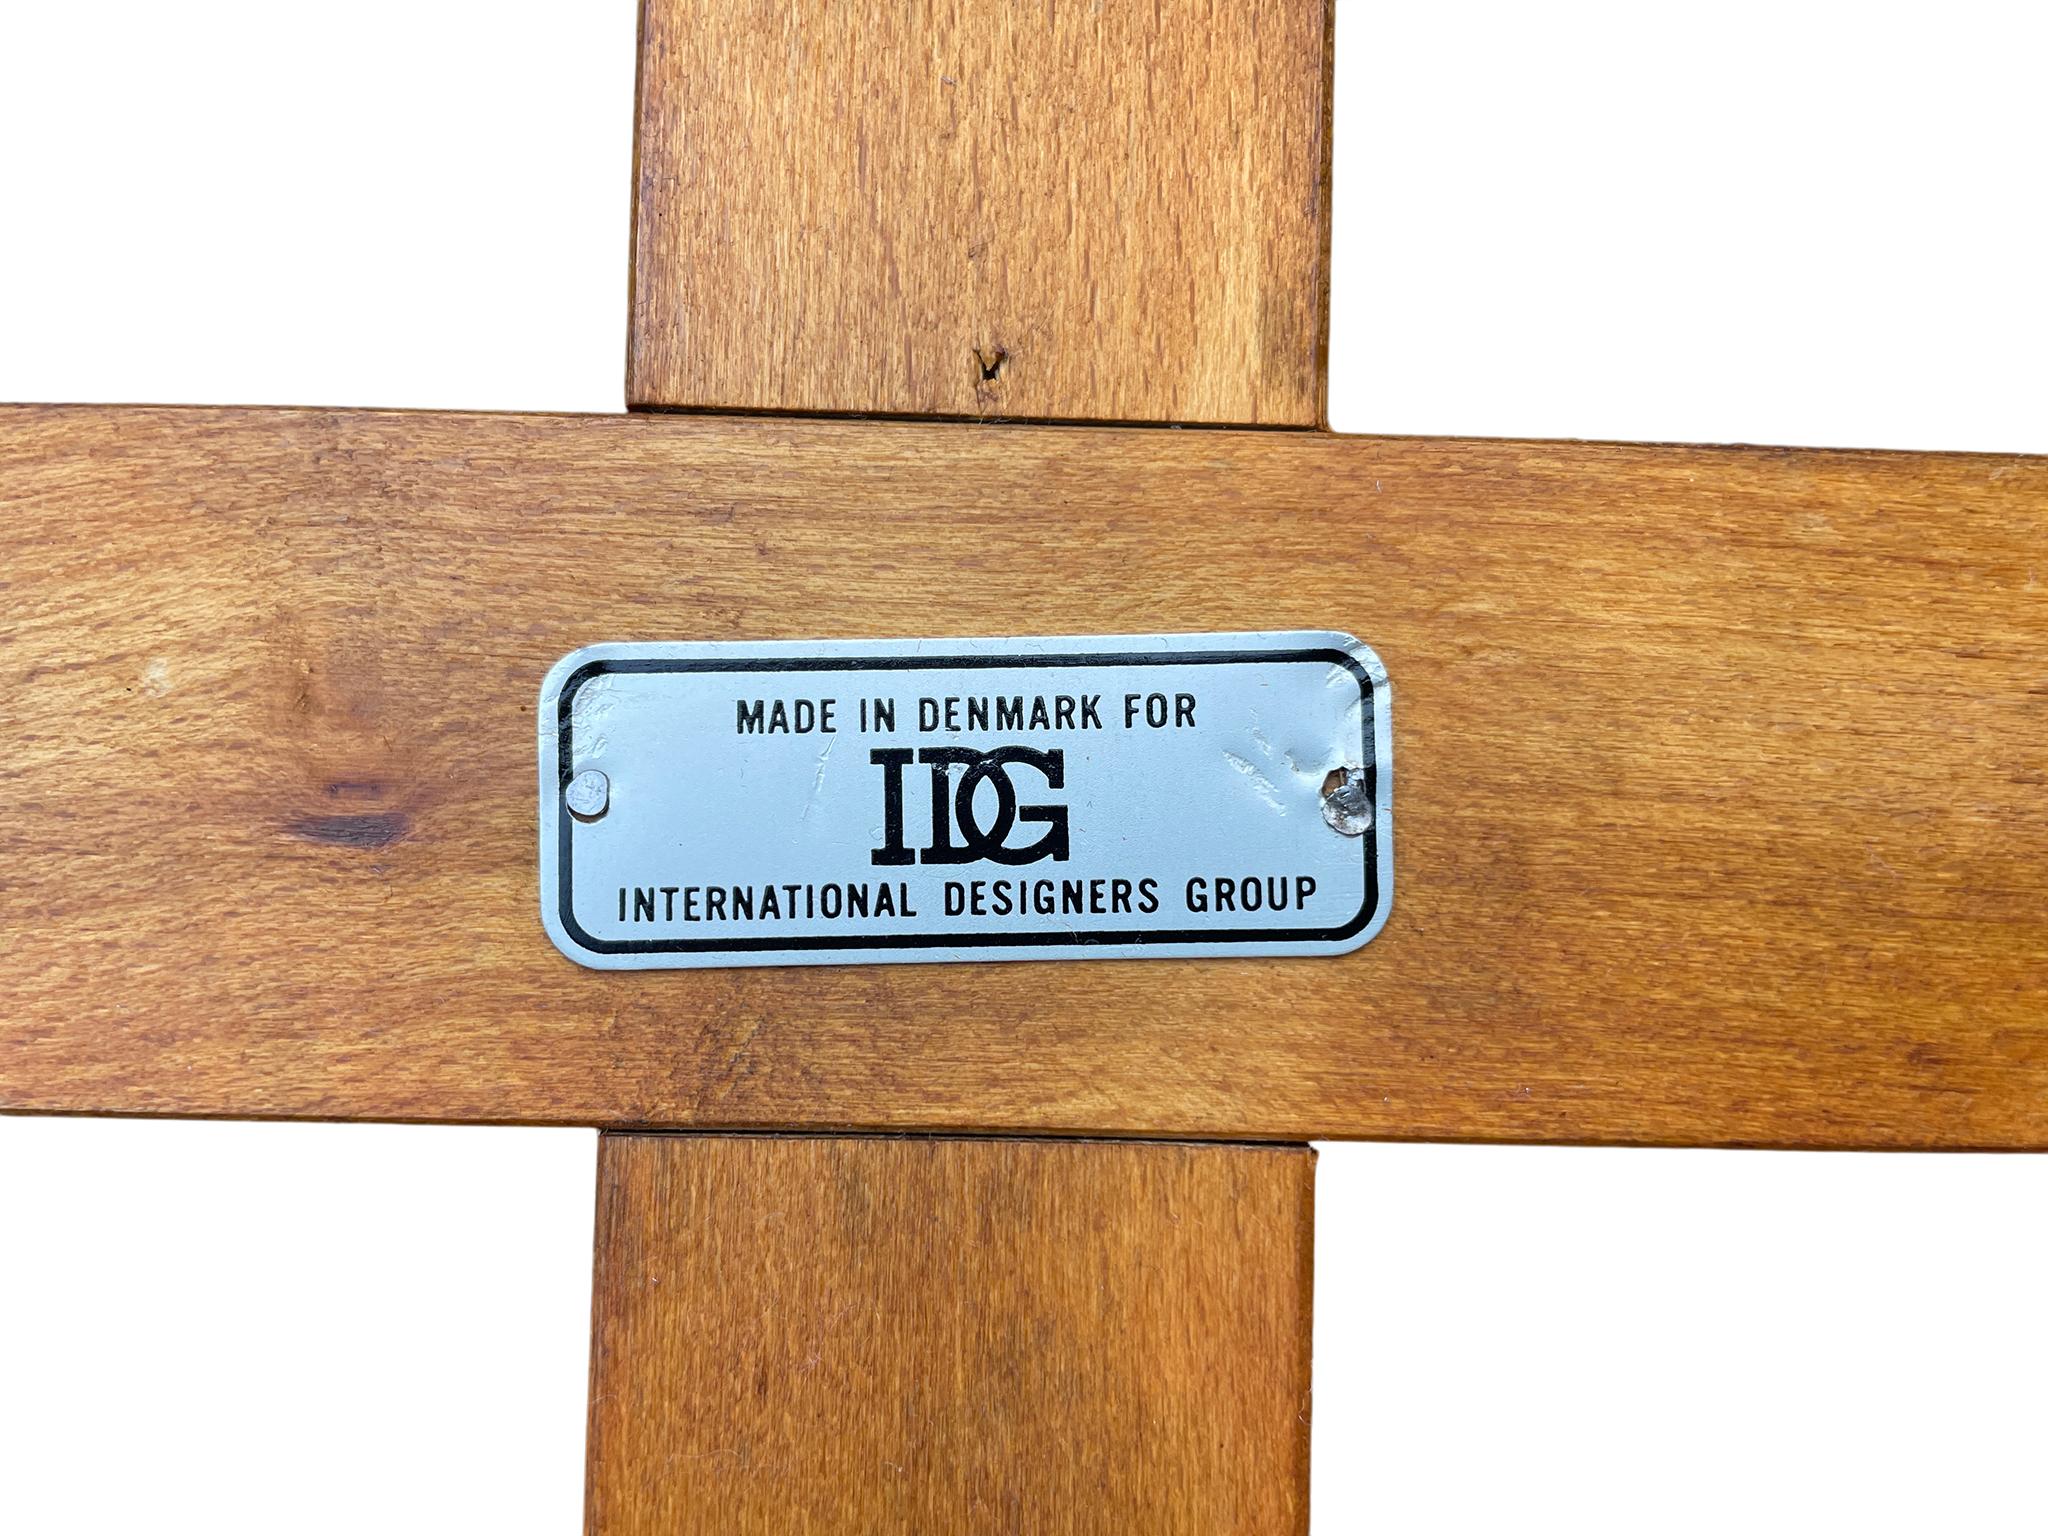 MADE IN DENMARK FOR
IDG
INTERNATIONAL DESIGNERS GROUP